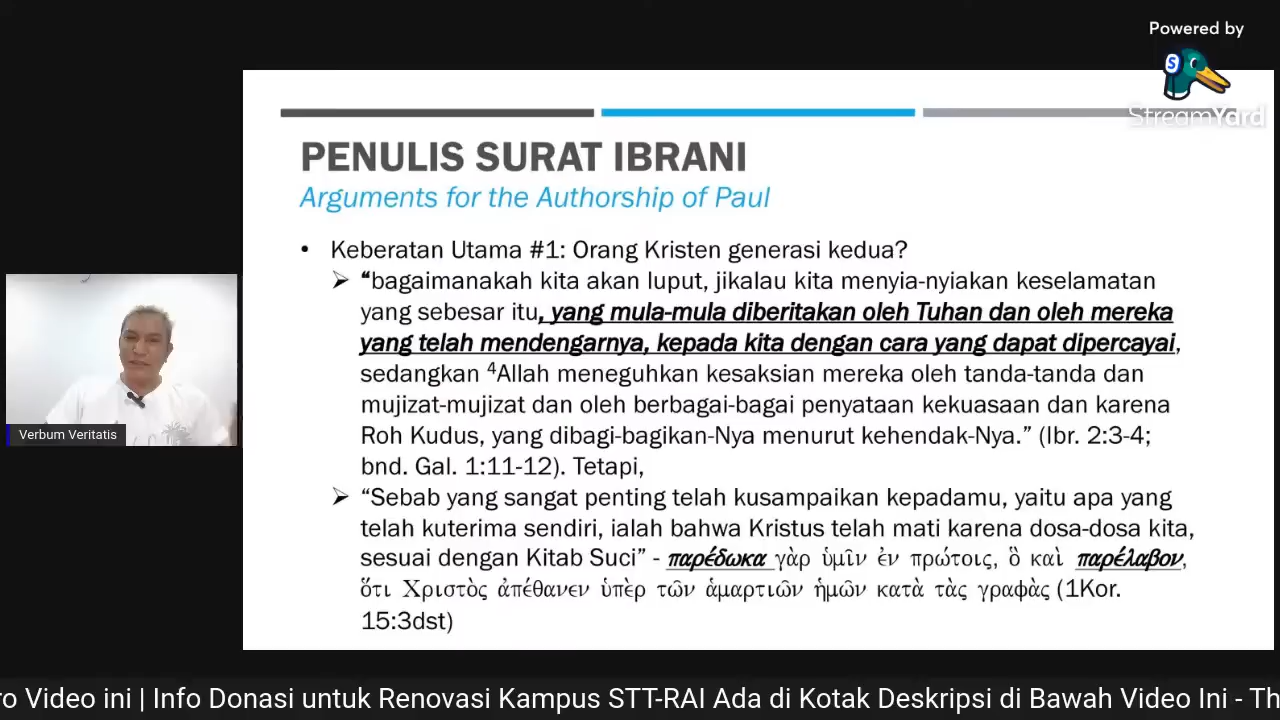 Powered by
S
StreamYard
PENULIS SURAT IBRANI
Arguments for the Authorship of Paul
• Keberatan Utama #1: Orang Kristen generasi kedua?
➢ “bagaimanakah kita akan luput, jikalau kita menyia-nyiakan keselamatan
yang sebesar itu, yang mula-mula diberitakan oleh Tuhan dan oleh mereka
yang telah mendengarnya, kepada kita dengan cara yang dapat dipercayai,
sedangkan ⁴Allah meneguhkan kesaksian mereka oleh tanda-tanda dan
mujizat-mujizat dan oleh berbagai-bagai penyataan kekuasaan dan karena
Roh Kudus, yang dibagi-bagikan-Nya menurut kehendak-Nya.” (Ibr. 2:3-4;
bnd. Gal. 1:11-12). Tetapi,
➢ “Sebab yang sangat penting telah kusampaikan kepadamu, yaitu apa yang
telah kuterima sendiri, ialah bahwa Kristus telah mati karena dosa-dosa kita,
sesuai dengan Kitab Suci” - παρέδωκα γὰρ ὑμῖν ἐν πρώτοις, ὃ καὶ παρέλαβον,
ὅτι Χριστὸς ἀπέθανεν ὑπὲρ τῶν ἁμαρτιῶν ἡμῶν κατὰ τὰς γραφὰς (1Kor.
15:3dst)
Verbum Veritatis
ro Video ini | Info Donasi untuk Renovasi Kampus STT-RAI Ada di Kotak Deskripsi di Bawah Video Ini - Th